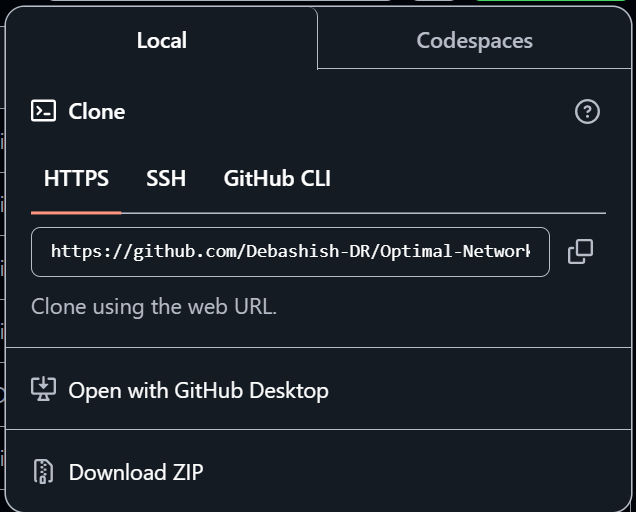 Local Codespaces
Clone
HTTPS SSH GitHub CLI
https://github.com/Debashish-DR/Optimal-Network
Clone using the web URL.
Open with GitHub Desktop
Download ZIP